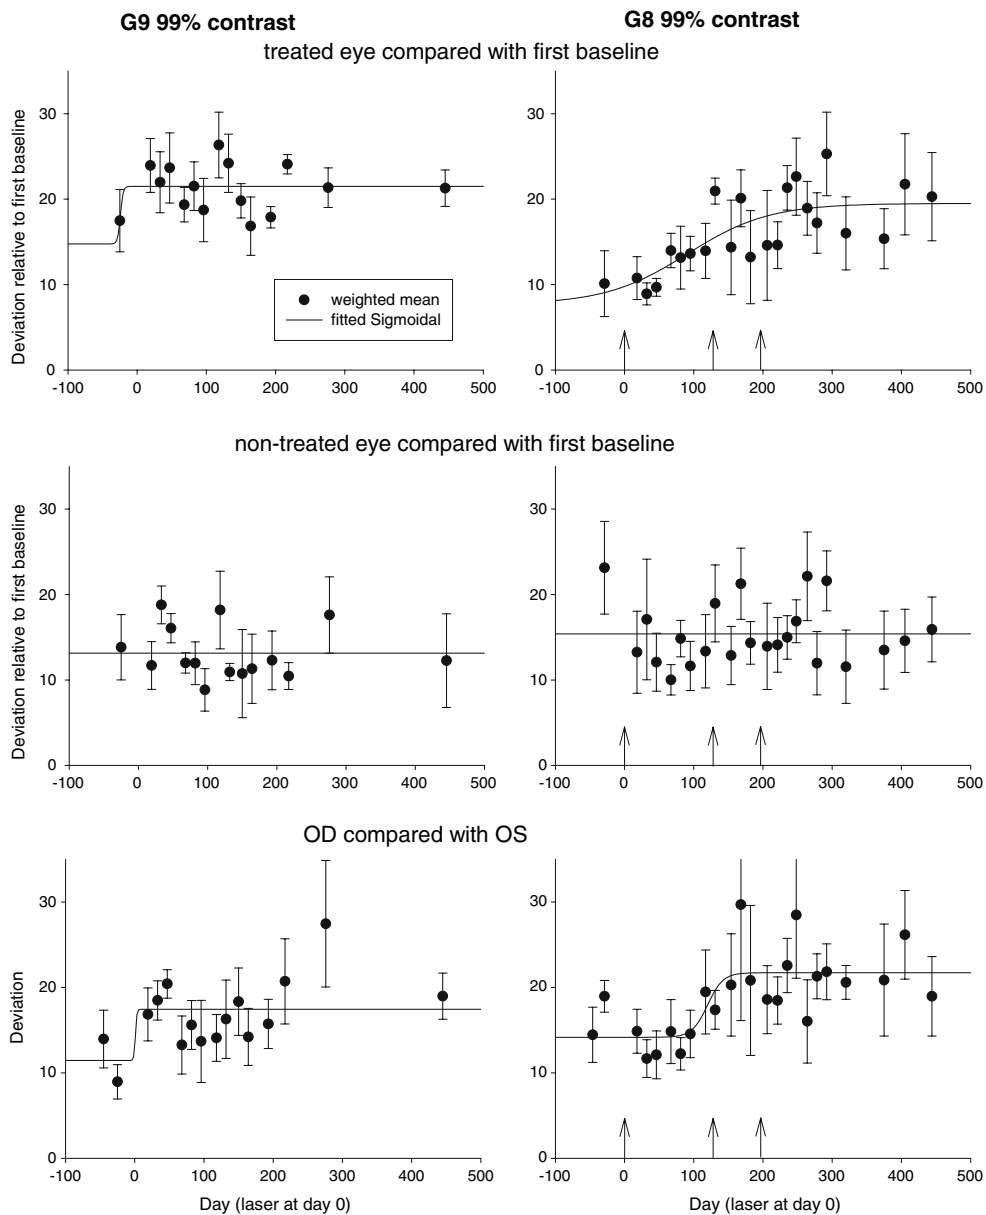 G9 99% contrast
G8 99% contrast
treated eye compared with first baseline
Deviation relative to first baseline
30
20
10
0
-100 0 100 200 300 400 500
weighted mean
fitted Sigmoidal
30
20
10
0
-100 0 100 200 300 400 500
non-treated eye compared with first baseline
Deviation relative to first baseline
30
20
10
0
-100 0 100 200 300 400 500
30
20
10
0
-100 0 100 200 300 400 500
OD compared with OS
Deviation
30
20
10
0
-100 0 100 200 300 400 500
Day (laser at day 0)
30
20
10
0
-100 0 100 200 300 400 500
Day (laser at day 0)